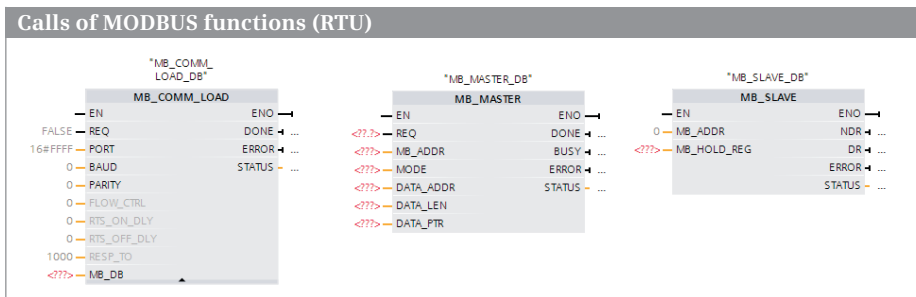 Calls of MODBUS functions (RTU)
"MB_COMM_
LOAD_DB"
MB_COMM_LOAD
EN ENO
FALSE REQ DONE ...
16#FFFF PORT ERROR ...
0 BAUD STATUS ...
0 PARITY
0 FLOW_CTRL
0 RTS_ON_DLY
0 RTS_OFF_DLY
1000 RESP_TO
<???> MB_DB
"MB_MASTER_DB"
MB_MASTER
EN ENO
<??.?> REQ DONE ...
<???> MB_ADDR BUSY ...
<???> MODE ERROR ...
<???> DATA_ADDR STATUS ...
<???> DATA_LEN
<???> DATA_PTR
"MB_SLAVE_DB"
MB_SLAVE
EN ENO
0 MB_ADDR NDR ...
<???> MB_HOLD_REG DR ...
ERROR ...
STATUS ...